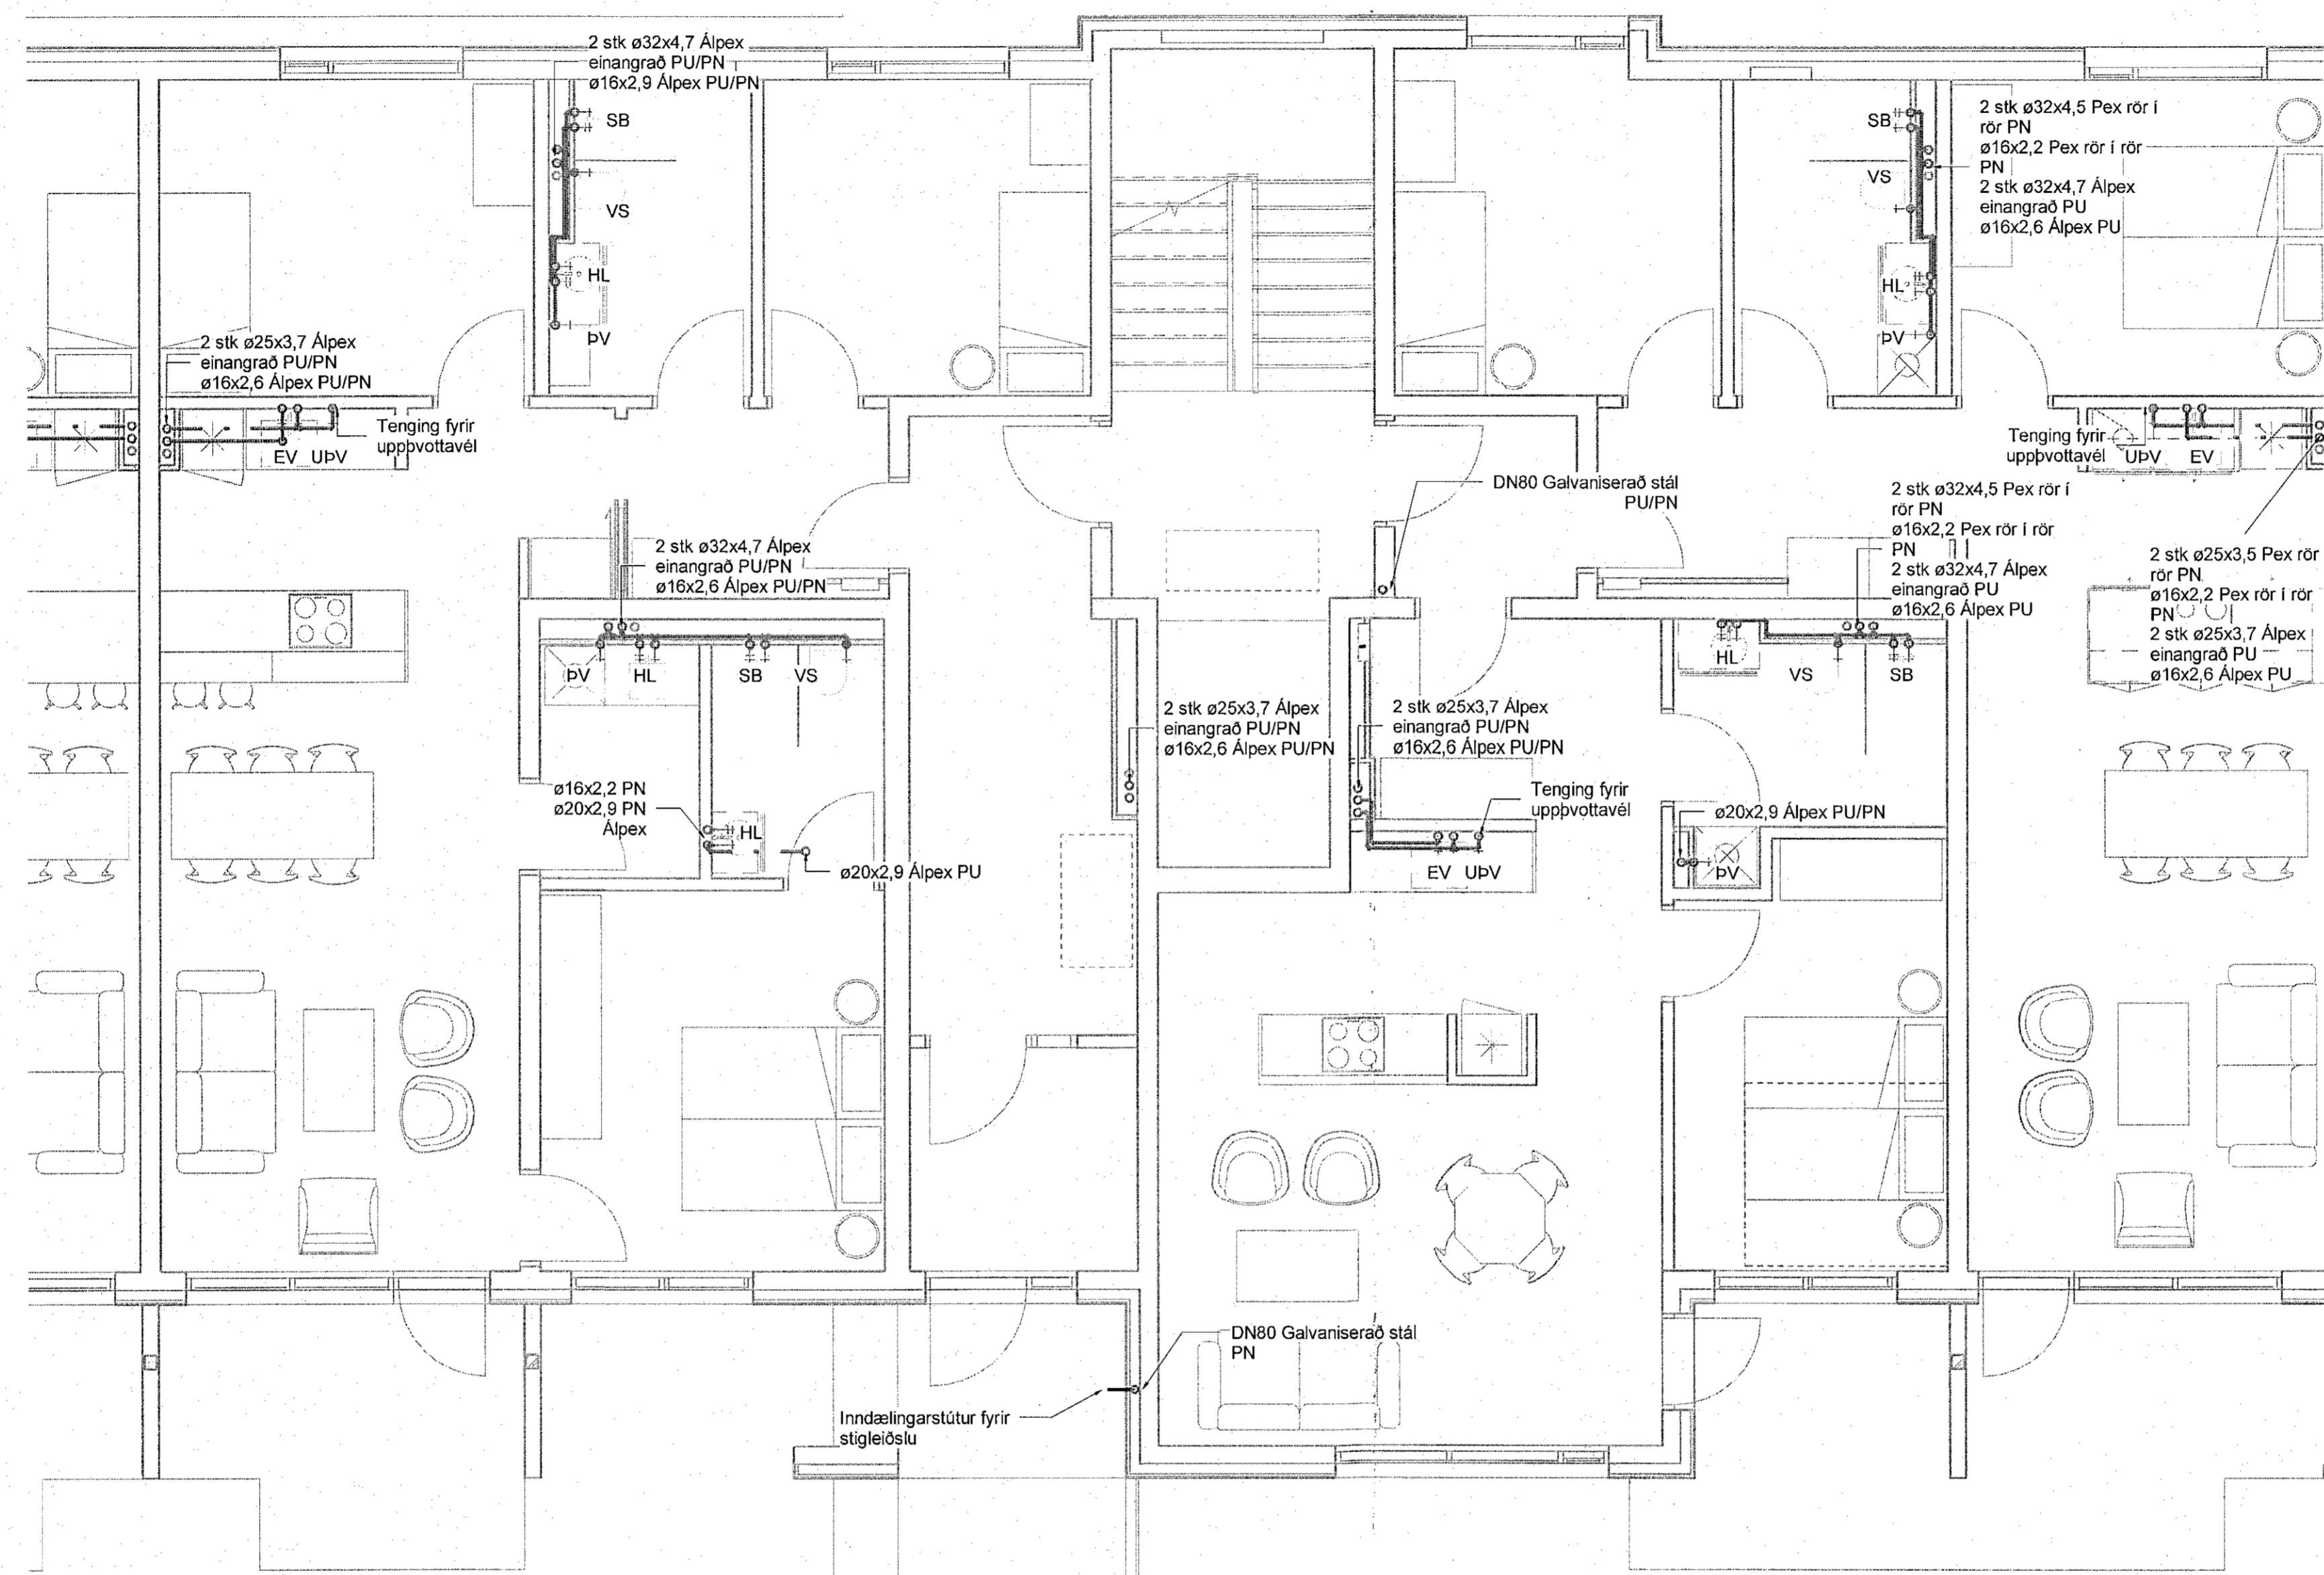 2 stk ø32x4,7 Álpex
einangrað PU/PN
ø16x2,9 Álpex PU/PN
SB
VS
HL
ÞV
2 stk ø32x4,5 Pex rör í
rör PN
ø16x2,2 Pex rör í rör
PN
2 stk ø32x4,7 Álpex
einangrað PU
ø16x2,6 Álpex PU
SB
VS
HL
ÞV
2 stk ø25x3,7 Álpex
einangrað PU/PN
ø16x2,6 Álpex PU/PN
Tenging fyrir
uppþvottavél
EV UÞV
Tenging fyrir
uppþvottavél
UÞV EV
DN80 Galvaniserað stál
PU/PN
2 stk ø32x4,5 Pex rör í
rör PN
ø16x2,2 Pex rör í rör
PN
2 stk ø32x4,7 Álpex
einangrað PU
ø16x2,6 Álpex PU
2 stk ø32x4,7 Álpex
einangrað PU/PN
ø16x2,6 Álpex PU/PN
2 stk ø25x3,5 Pex rör
rör PN
ø16x2,2 Pex rör í rör
PN
2 stk ø25x3,7 Álpex
einangrað PU
ø16x2,6 Álpex PU
ÞV HL SB VS
HL VS SB
2 stk ø25x3,7 Álpex
einangrað PU/PN
ø16x2,6 Álpex PU/PN
2 stk ø25x3,7 Álpex
einangrað PU/PN
ø16x2,6 Álpex PU/PN
ø16x2,2 PN
ø20x2,9 PN
Álpex
HL
ø20x2,9 Álpex PU
Tenging fyrir
uppþvottavél
EV UÞV
ø20x2,9 Álpex PU/PN
ÞV
DN80 Galvaniserað stál
PN
Inndælingarstútur fyrir
stigleiðslu